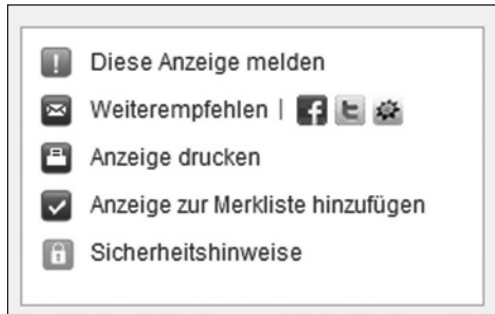 Diese Anzeige melden
Weiterempfehlen |
Anzeige drucken
Anzeige zur Merkliste hinzufügen
Sicherheitshinweise